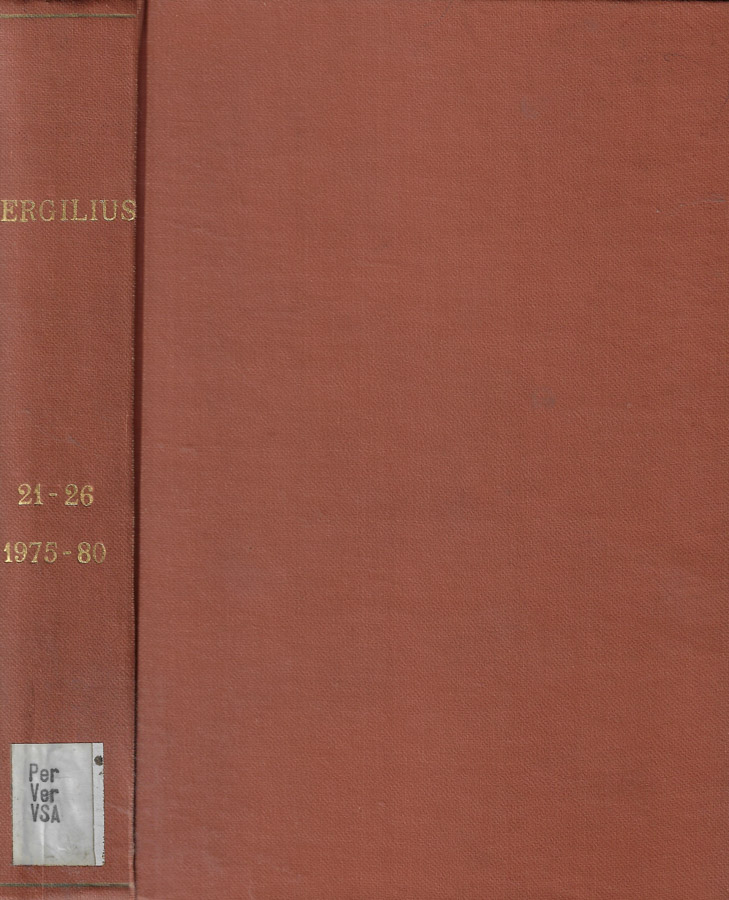 ERGILIUS
21-26
1975-80
Per
Ver
VSA